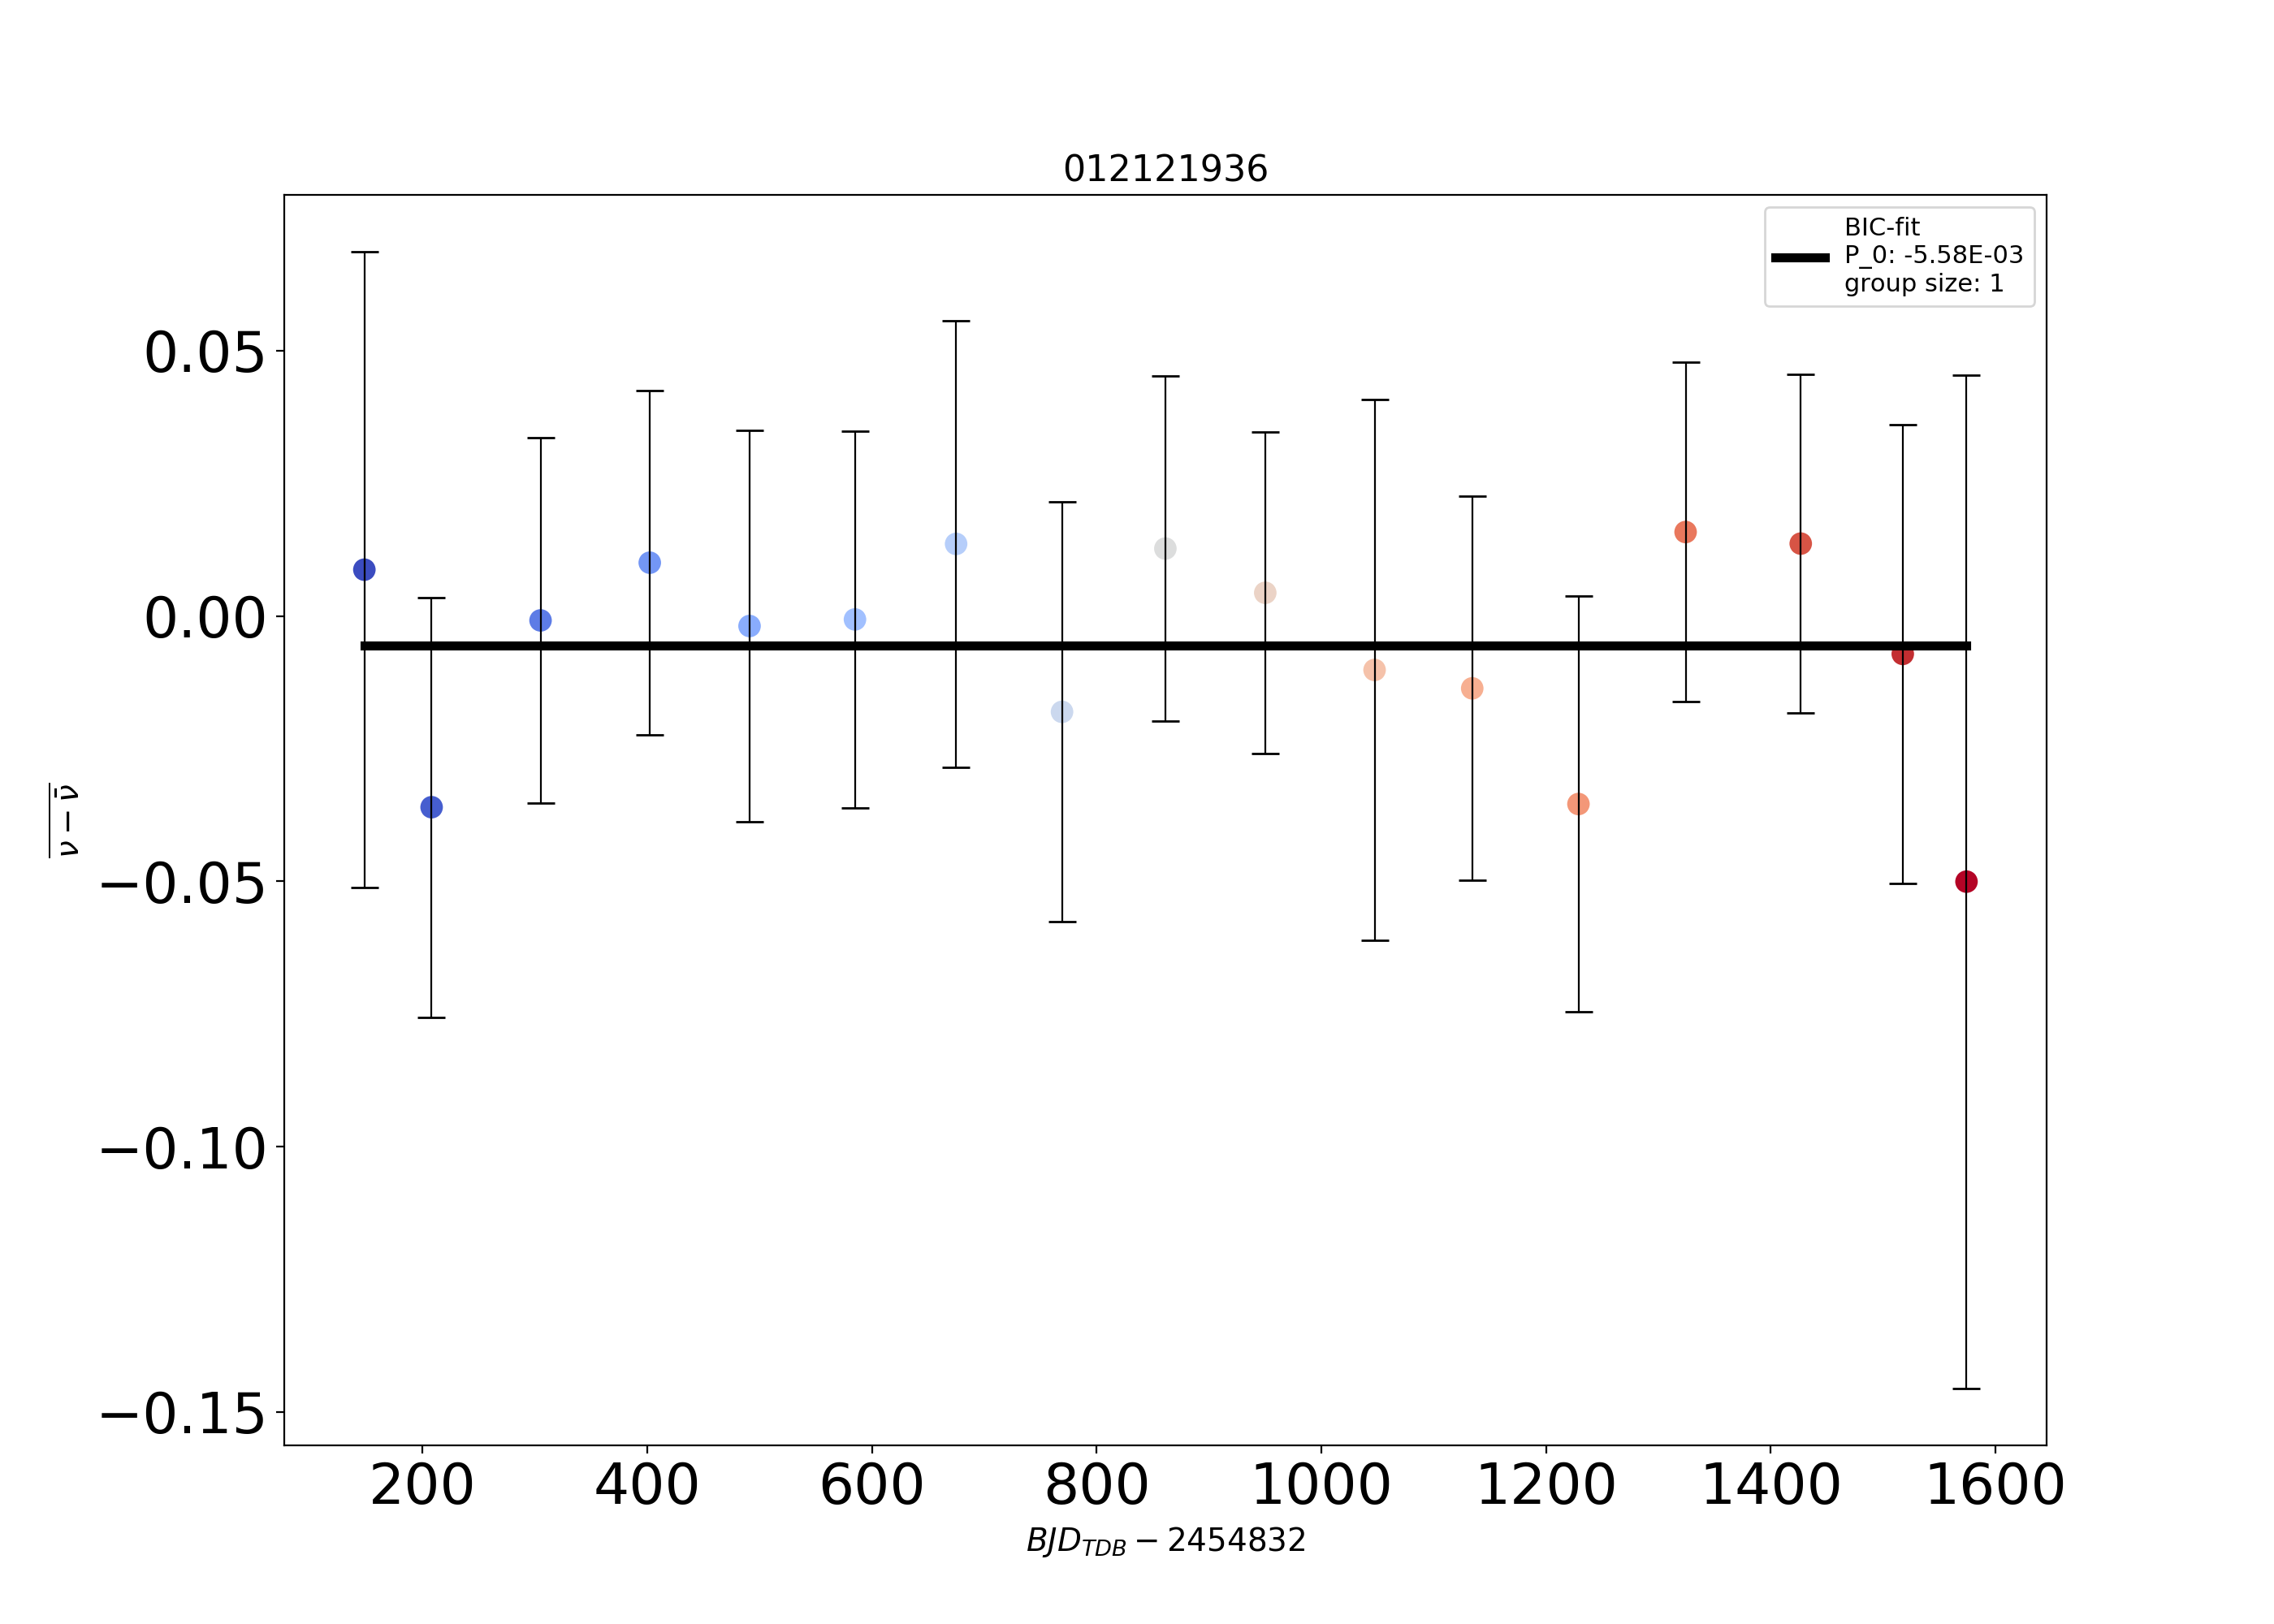 012121936
BIC-fit
P_0: -5.58E-03
group size: 1
0.05
0.00
−0.05
−0.10
−0.15
ν − ν̄
200 400 600 800 1000 1200 1400 1600
BJD_TDB − 2454832